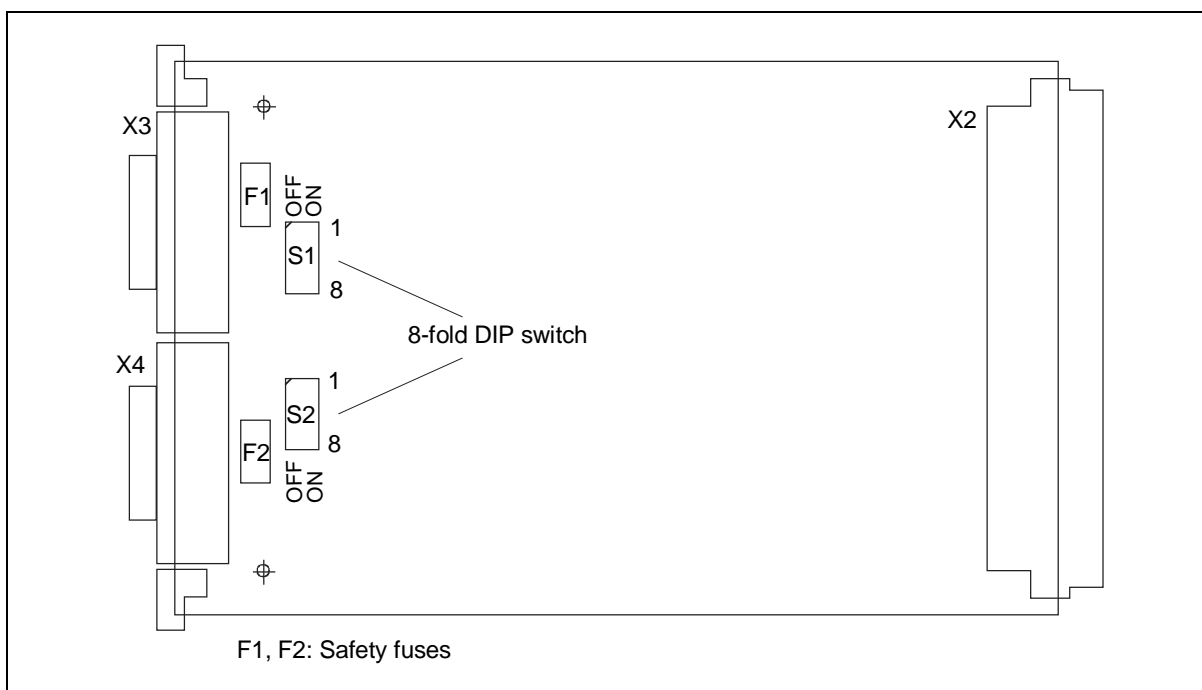 X3
X2
F1
OFF
ON
1
S1
8
8-fold DIP switch
X4
1
S2
8
F2
OFF
ON
F1, F2: Safety fuses